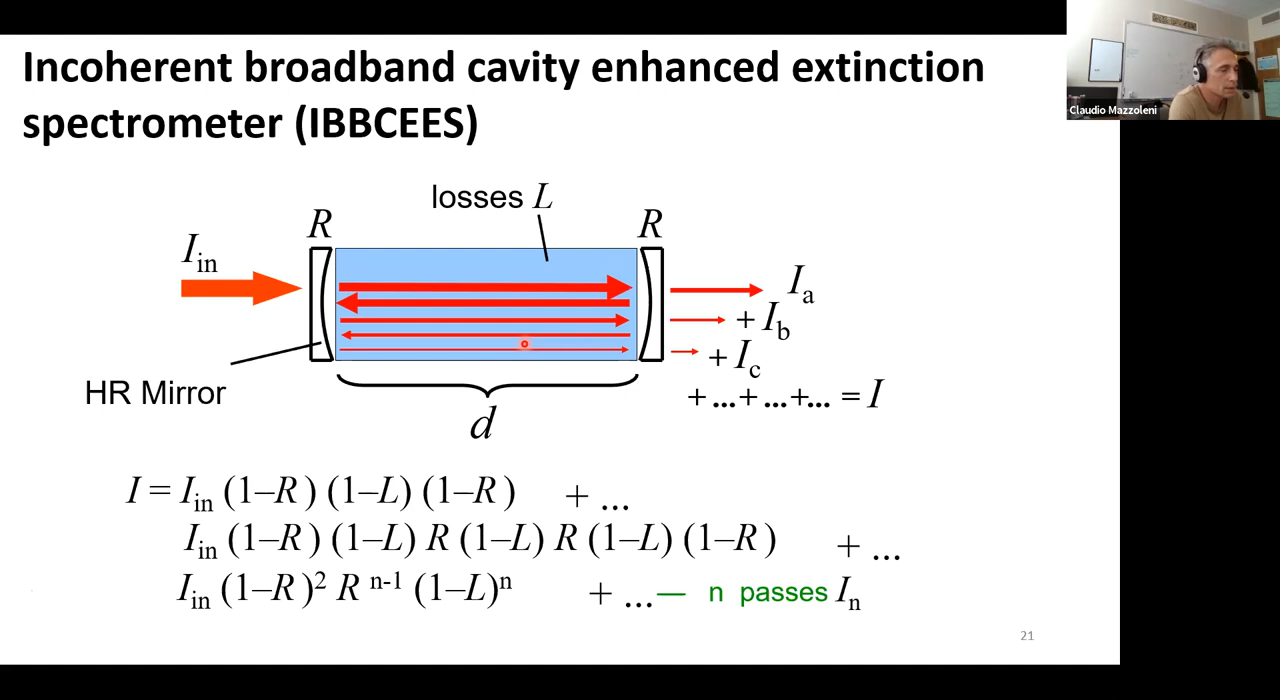 Incoherent broadband cavity enhanced extinction
spectrometer (IBBCEES)
Claudio Mazzoleni
losses L
R
R
I_in
I_a
+ I_b
+ I_c
+ ...+ ...+... = I
HR Mirror
d
I = I_in (1–R) (1–L) (1–R) + ...
I_in (1–R) (1–L) R (1–L) R (1–L) (1–R) + ...
I_in (1–R)² R ⁿ⁻¹ (1–L)ⁿ + ... — n passes I_n
21